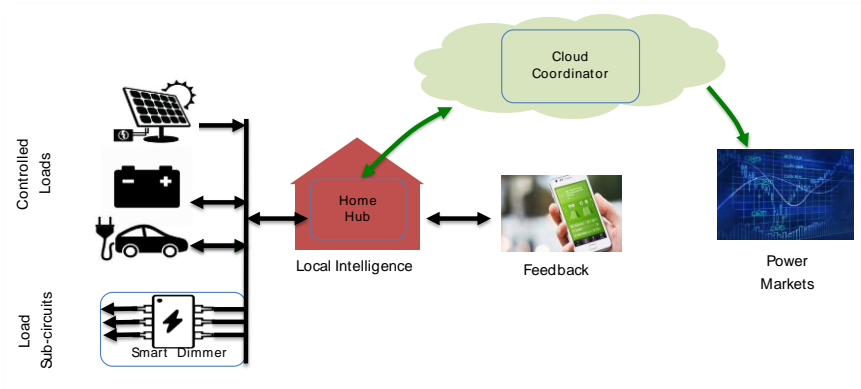 Cloud
Coordinator
Controlled
Loads
Home
Hub
Local Intelligence
Feedback
Power
Markets
Load
Sub-circuits
Smart Dimmer